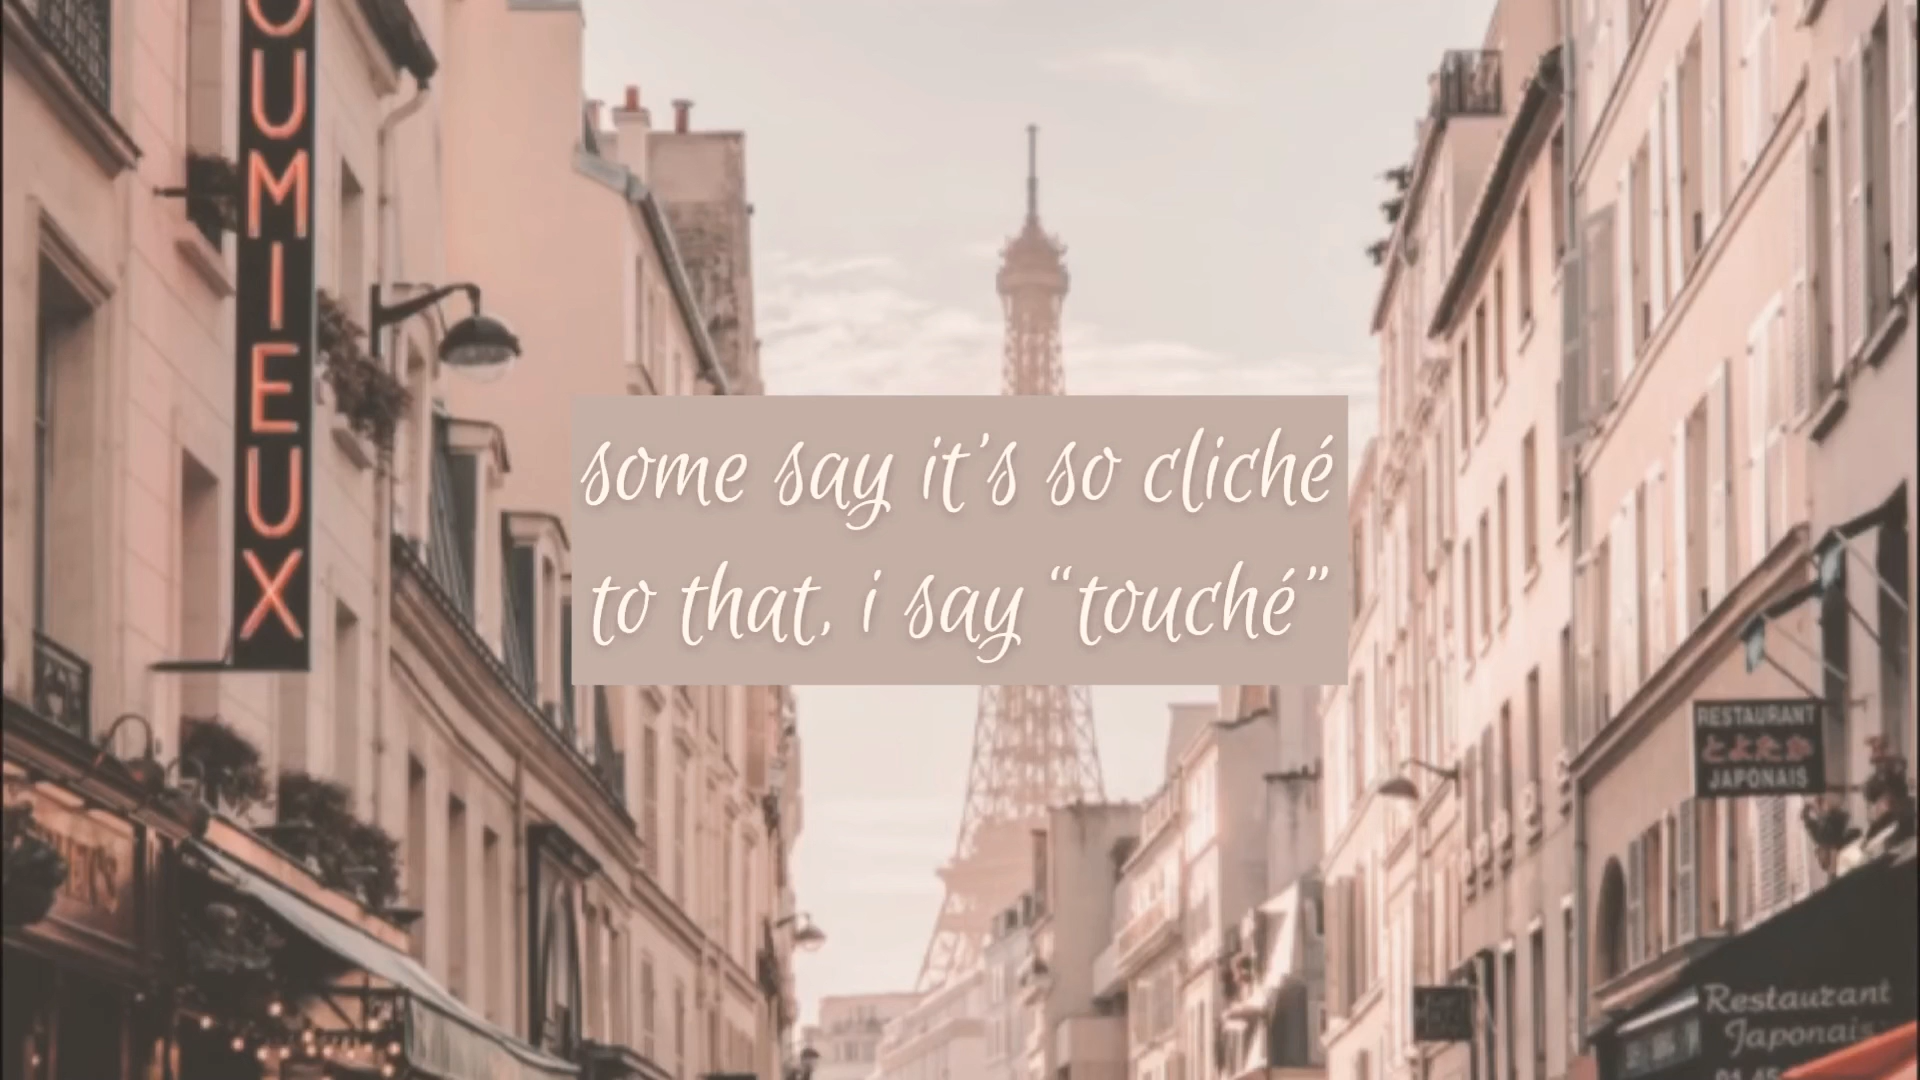 OUMIEUX
some say it’s so cliché
to that, i say “touché”
RESTAURANT
とよたか
JAPONAIS
Restaurant
Japonais